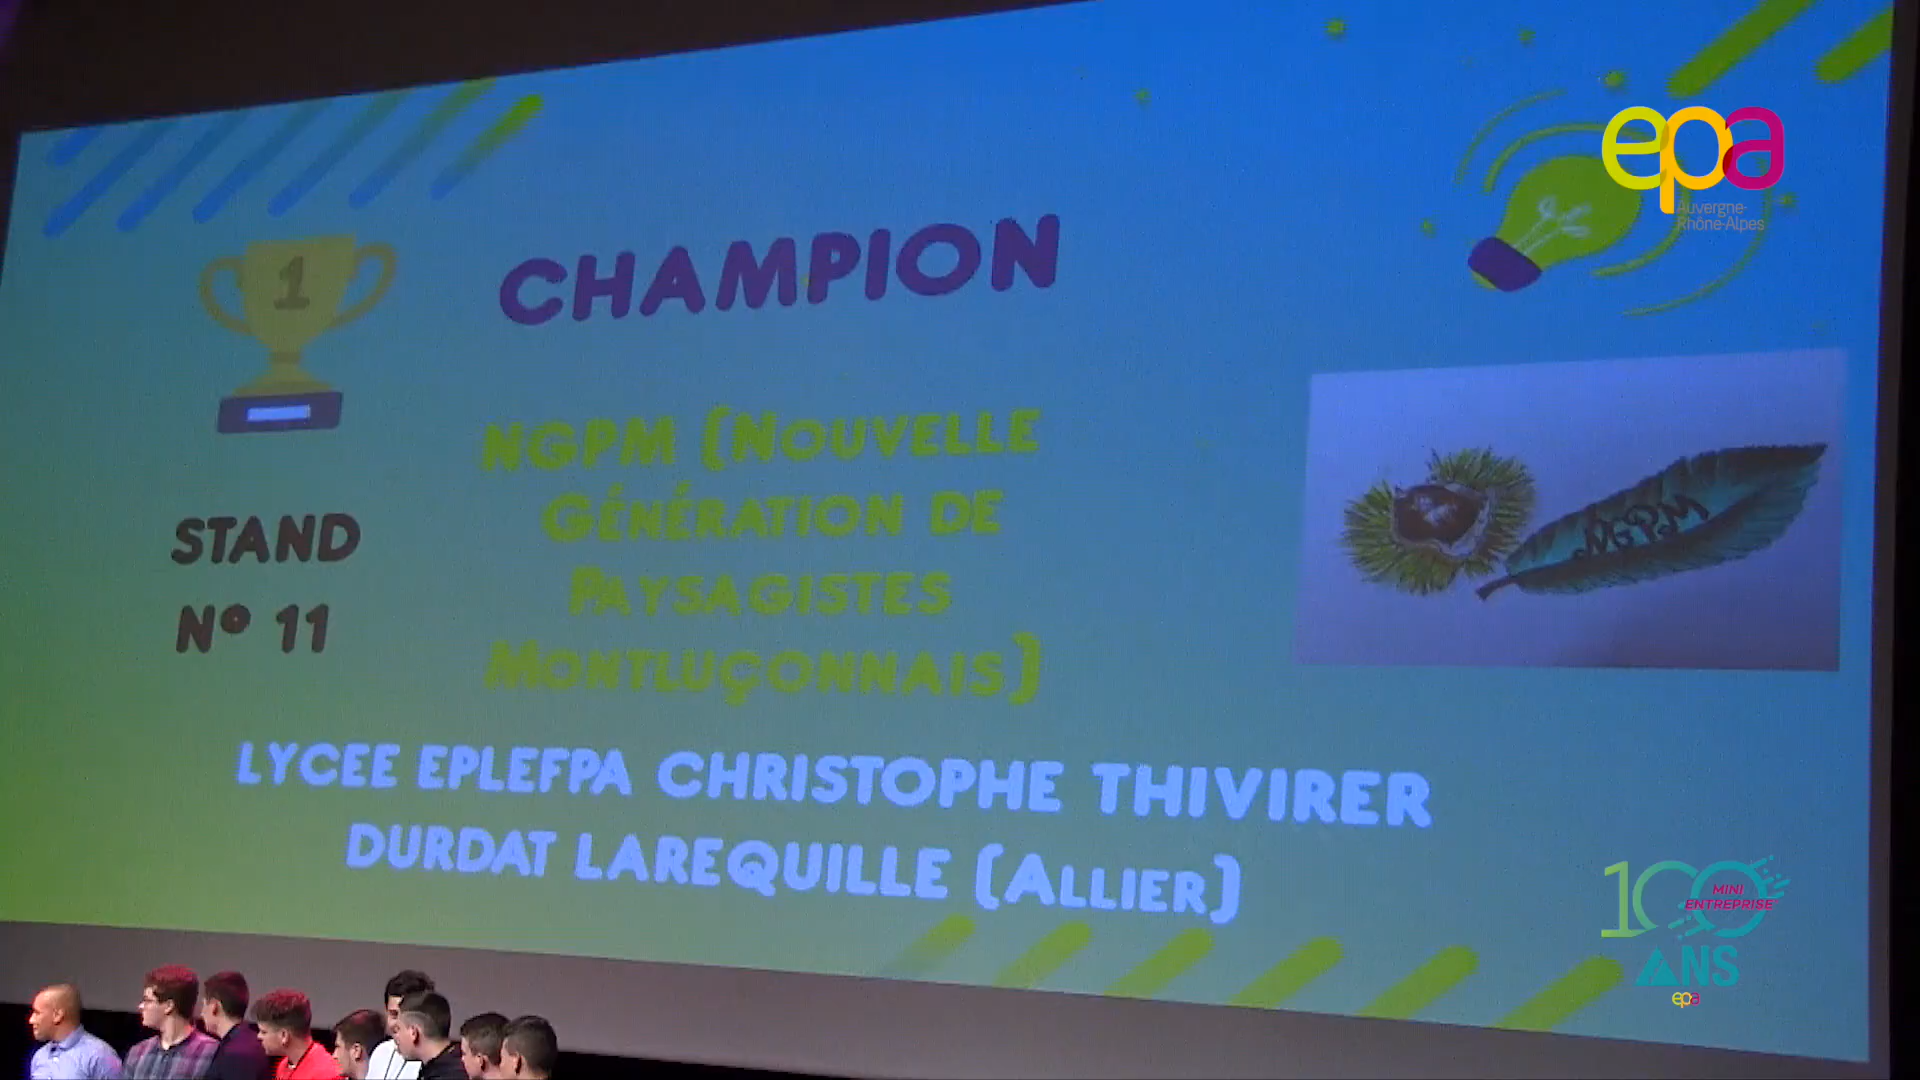 epa
Auvergne-
Rhône-Alpes
1
CHAMPION
NGPM (NOUVELLE
GÉNÉRATION DE
PAYSAGISTES
MONTLUÇONNAIS)
STAND
Nº 11
NGPM
LYCEE EPLEFPA CHRISTOPHE THIVIRER
DURDAT LAREQUILLE (ALLIER)
100
MINI
ENTREPRISE
ANS
epa